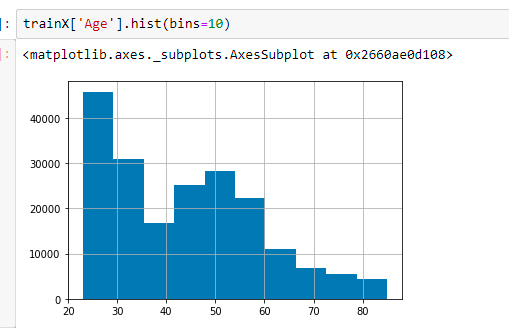 ]: trainX['Age'].hist(bins=10)
]: <matplotlib.axes._subplots.AxesSubplot at 0x2660ae0d108>
40000
30000
20000
10000
0
20 30 40 50 60 70 80